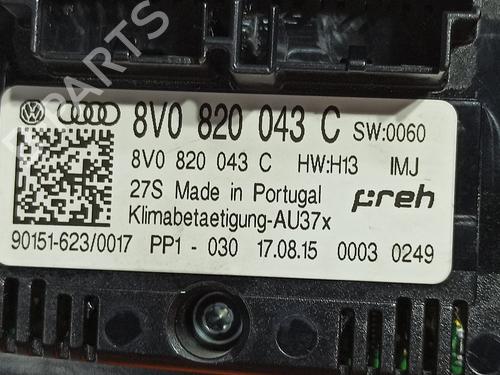 8V0 820 043 C SW:0060
8V0 820 043 C HW:H13 IMJ
27S Made in Portugal preh
Klimabetaetigung-AU37x
90151-623/0017 PP1 - 030 17.08.15 0003 0249